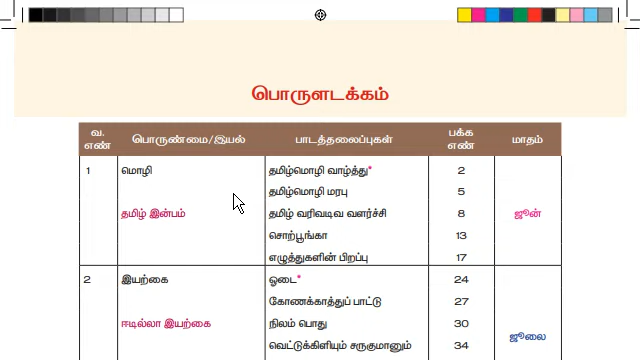 பொருளடக்கம்
வ. எண் பொருண்மை/இயல் பாடத்தலைப்புகள் பக்க எண் மாதம்
1 மொழி தமிழ்மொழி வாழ்த்து* 2
தமிழ்மொழி மரபு 5
தமிழ் இன்பம் தமிழ் வரிவடிவ வளர்ச்சி 8 ஜூன்
சொற்பூங்கா 13
எழுத்துகளின் பிறப்பு 17
2 இயற்கை ஓடை* 24
கோணக்காத்துப் பாட்டு 27
ஈடில்லா இயற்கை நிலம் பொது 30
ஜூலை
வெட்டுக்கிளியும் சருகுமானும் 34